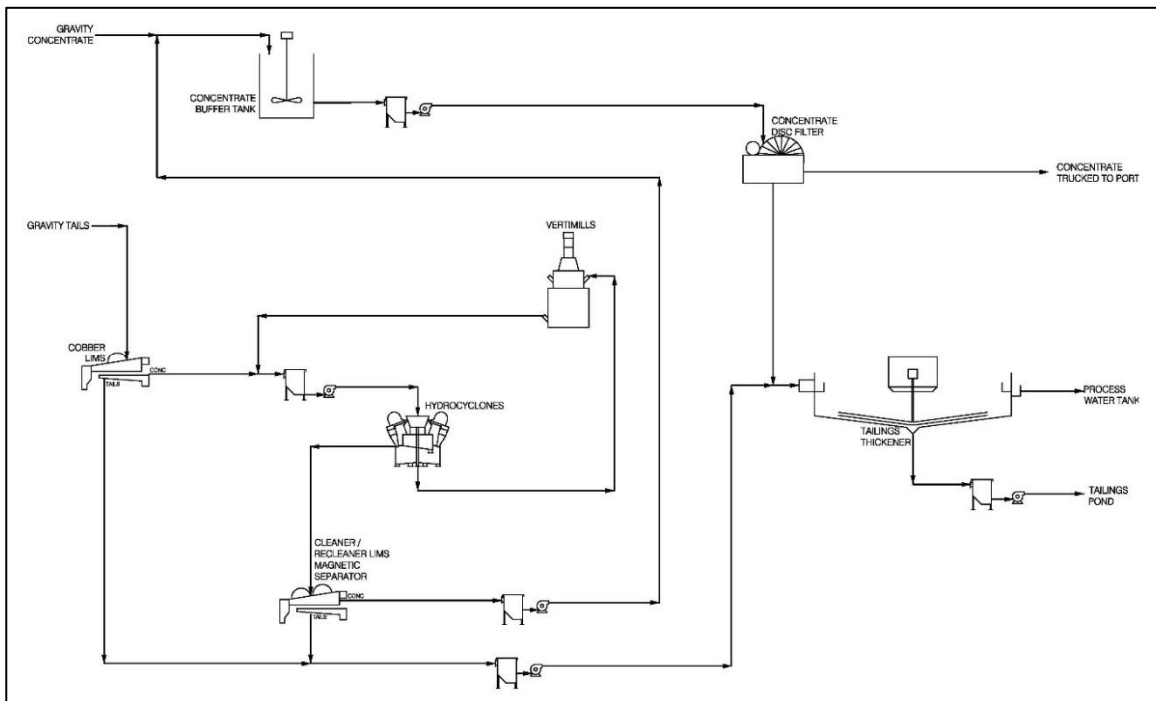 GRAVITY
CONCENTRATE
CONCENTRATE
BUFFER TANK
CONCENTRATE
DISC FILTER
CONCENTRATE
TRUCKED TO PORT
GRAVITY TAILS
VERTIMILLS
COBBER
LIMS
CONC
TAILS
HYDROCYCLONES
PROCESS
WATER TANK
TAILINGS
THICKENER
TAILINGS
POND
CLEANER /
RECLEANER LIMS
MAGNETIC
SEPARATOR
CONC
TAILS